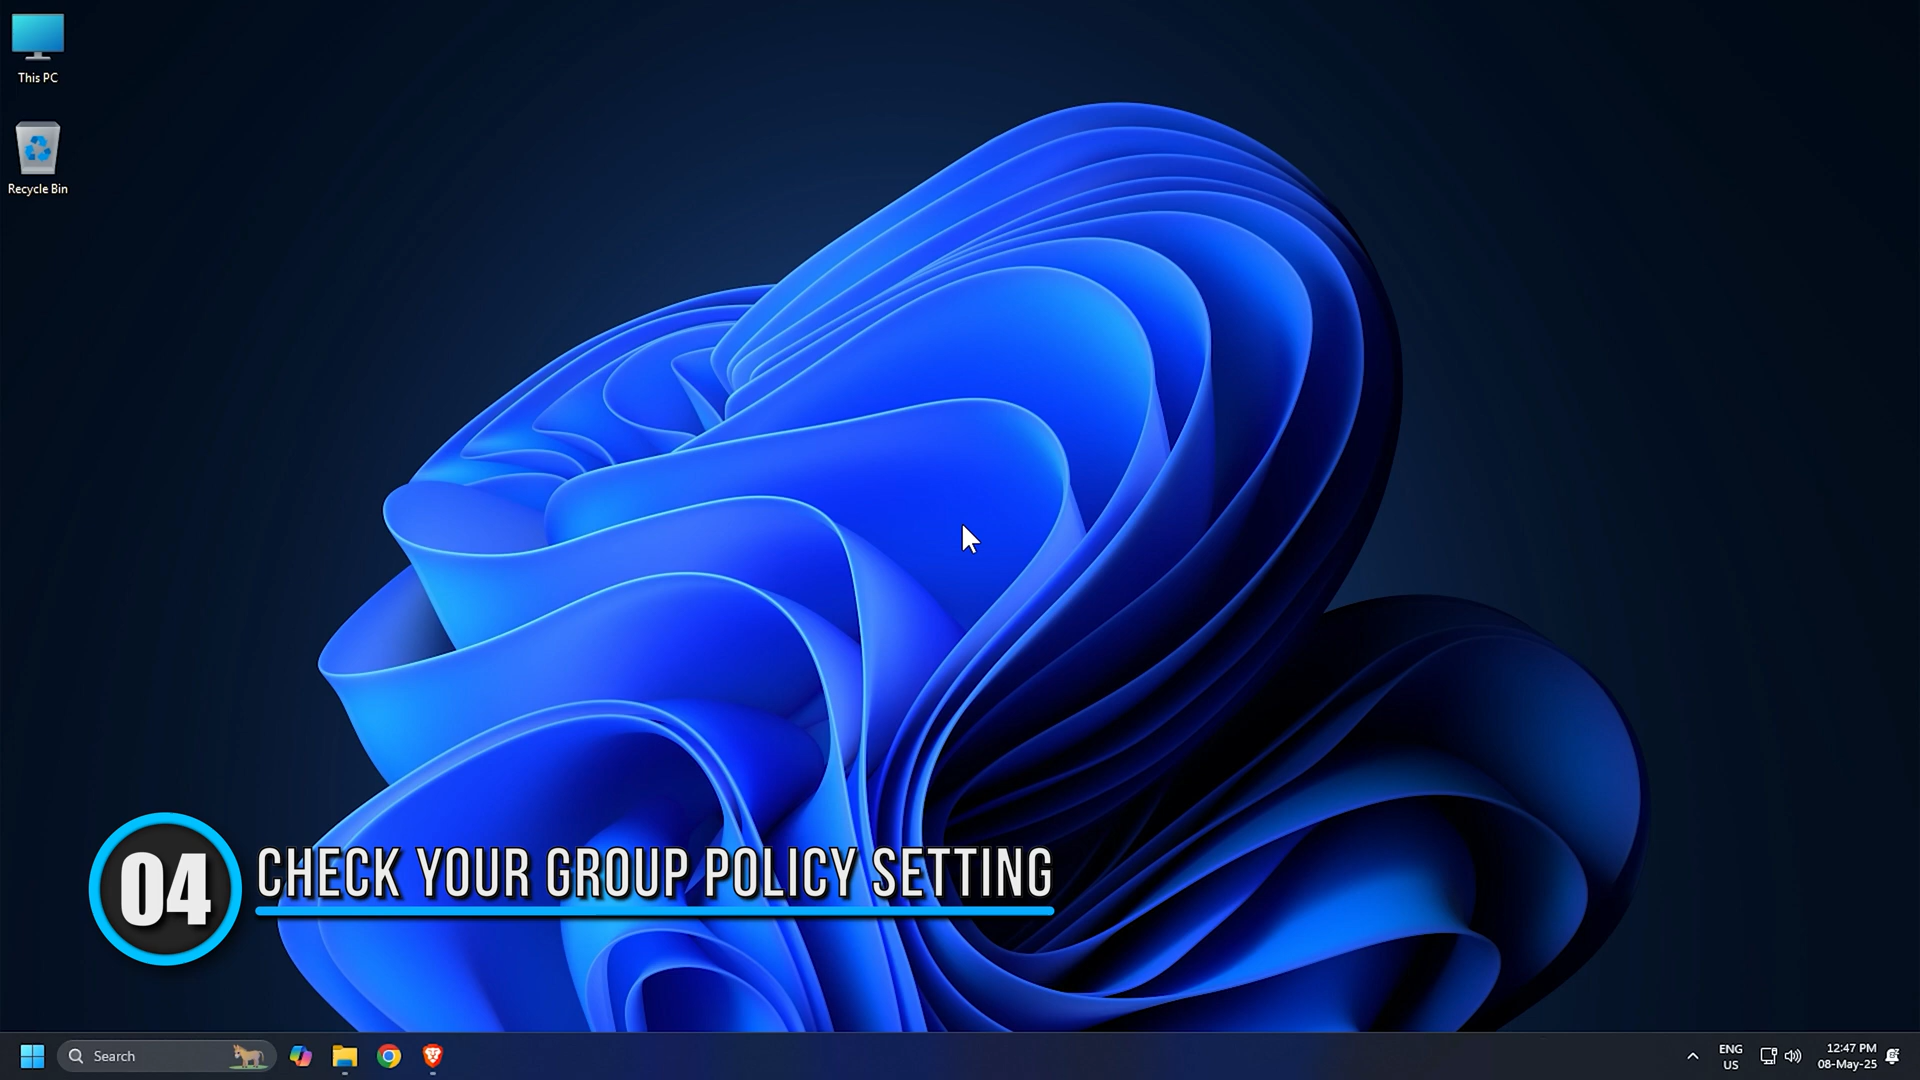 This PC
Recycle Bin
04
CHECK YOUR GROUP POLICY SETTING
Search
ENG
US
12:47 PM
08-May-25